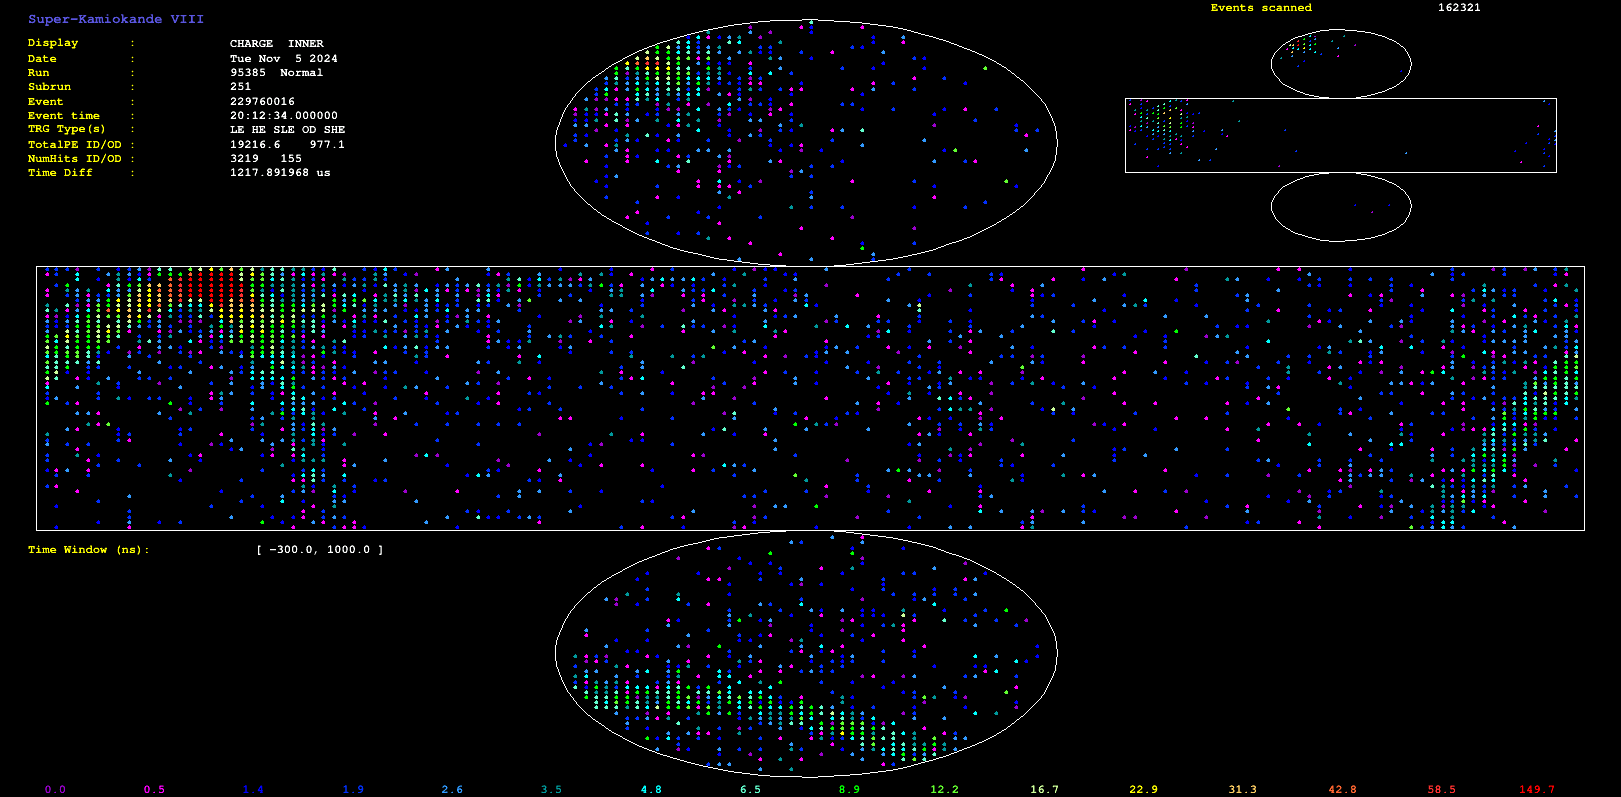 Super-Kamiokande VIII
Events scanned 162321
Display : CHARGE INNER
Date : Tue Nov 5 2024
Run : 95385 Normal
Subrun : 251
Event : 229760016
Event time : 20:12:34.000000
TRG Type(s) : LE HE SLE OD SHE
TotalPE ID/OD : 19216.6 977.1
NumHits ID/OD : 3219 155
Time Diff : 1217.891968 us
Time Window (ns): [ −300.0, 1000.0 ]
0.0 0.5 1.4 1.9 2.6 3.5 4.8 6.5 8.9 12.2 16.7 22.9 31.3 42.8 58.5 149.7